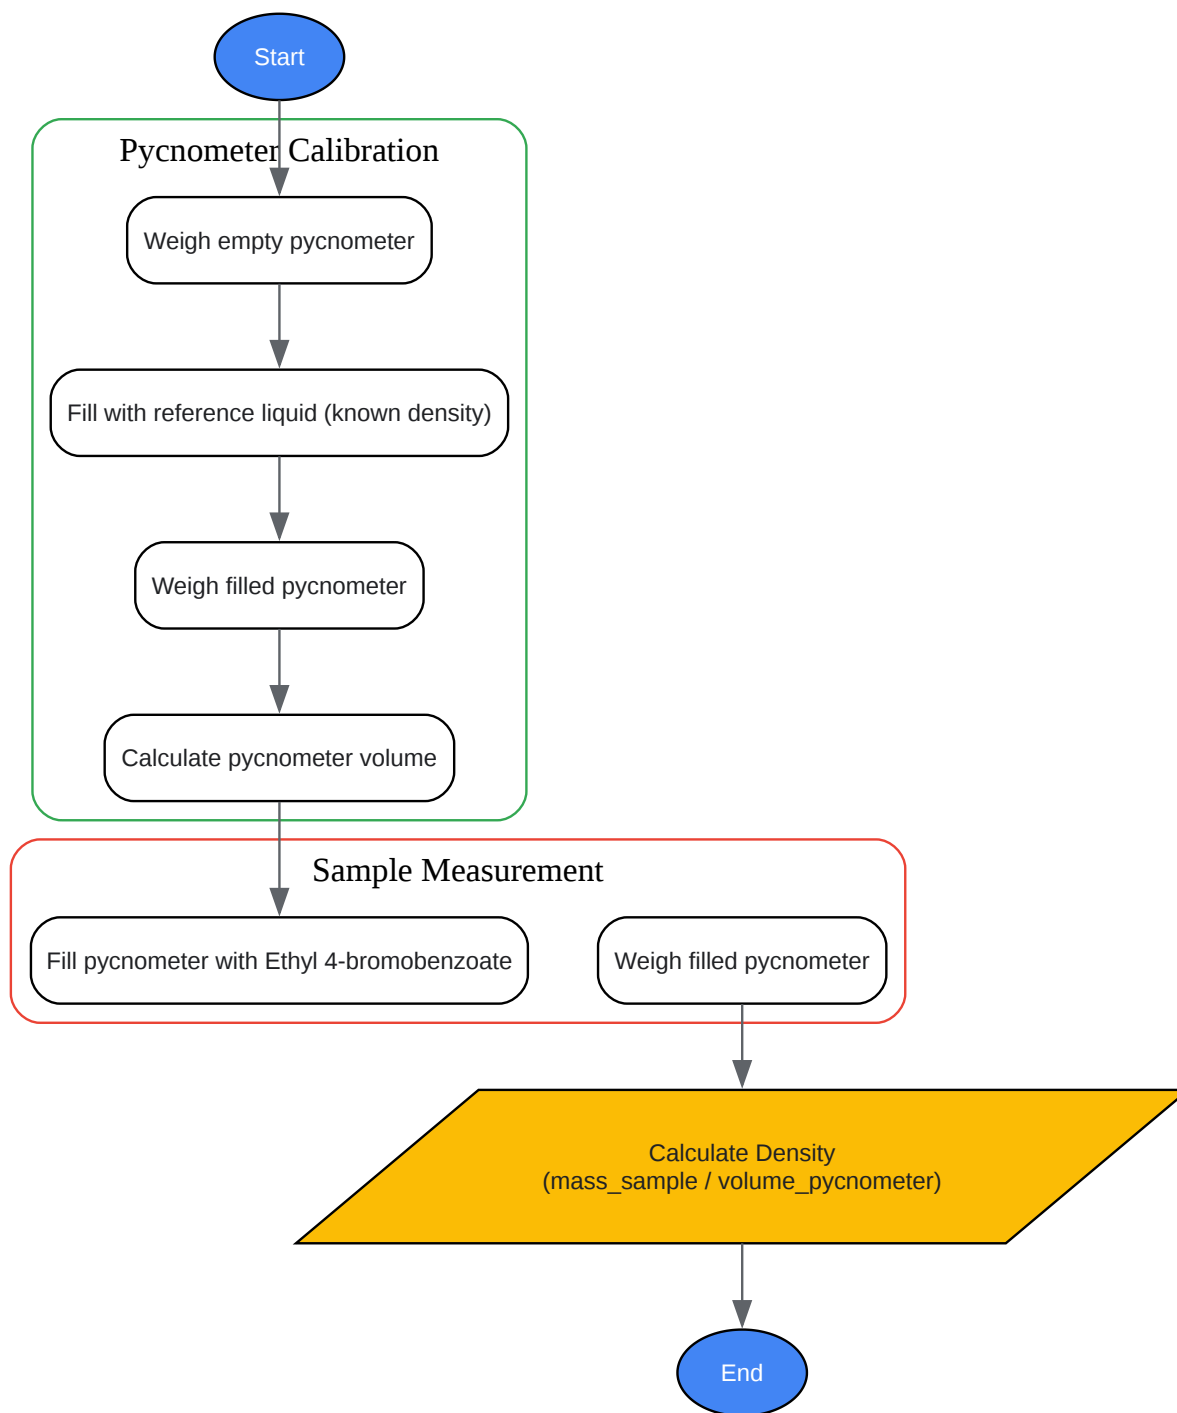 Start
Pycnometer Calibration
Weigh empty pycnometer
Fill with reference liquid (known density)
Weigh filled pycnometer
Calculate pycnometer volume
Sample Measurement
Fill pycnometer with Ethyl 4-bromobenzoate
Weigh filled pycnometer
Calculate Density
(mass_sample / volume_pycnometer)
End